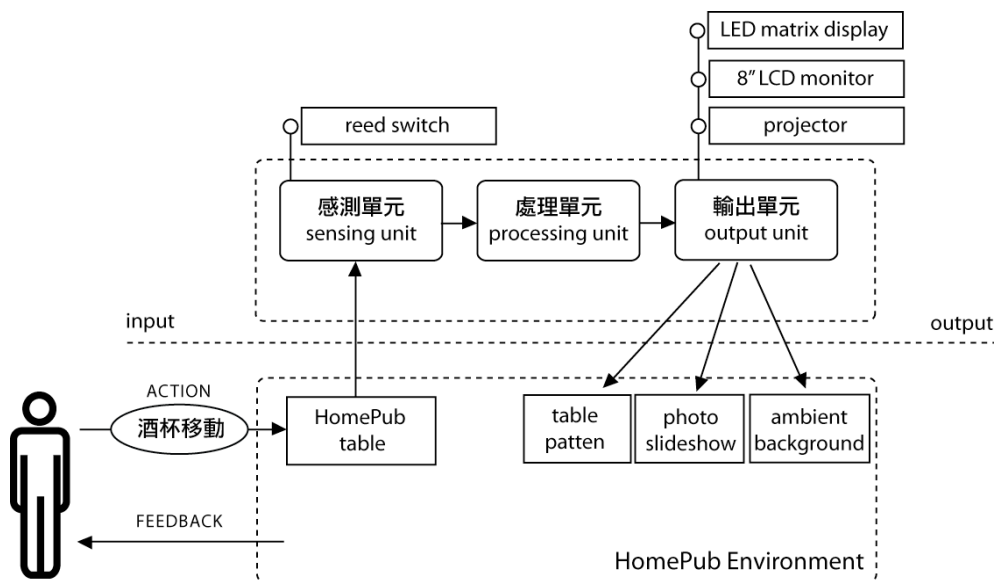 LED matrix display
8” LCD monitor
projector
reed switch
感測單元
sensing unit
處理單元
processing unit
輸出單元
output unit
input
output
ACTION
酒杯移動
HomePub
table
table
patten
photo
slideshow
ambient
background
FEEDBACK
HomePub Environment